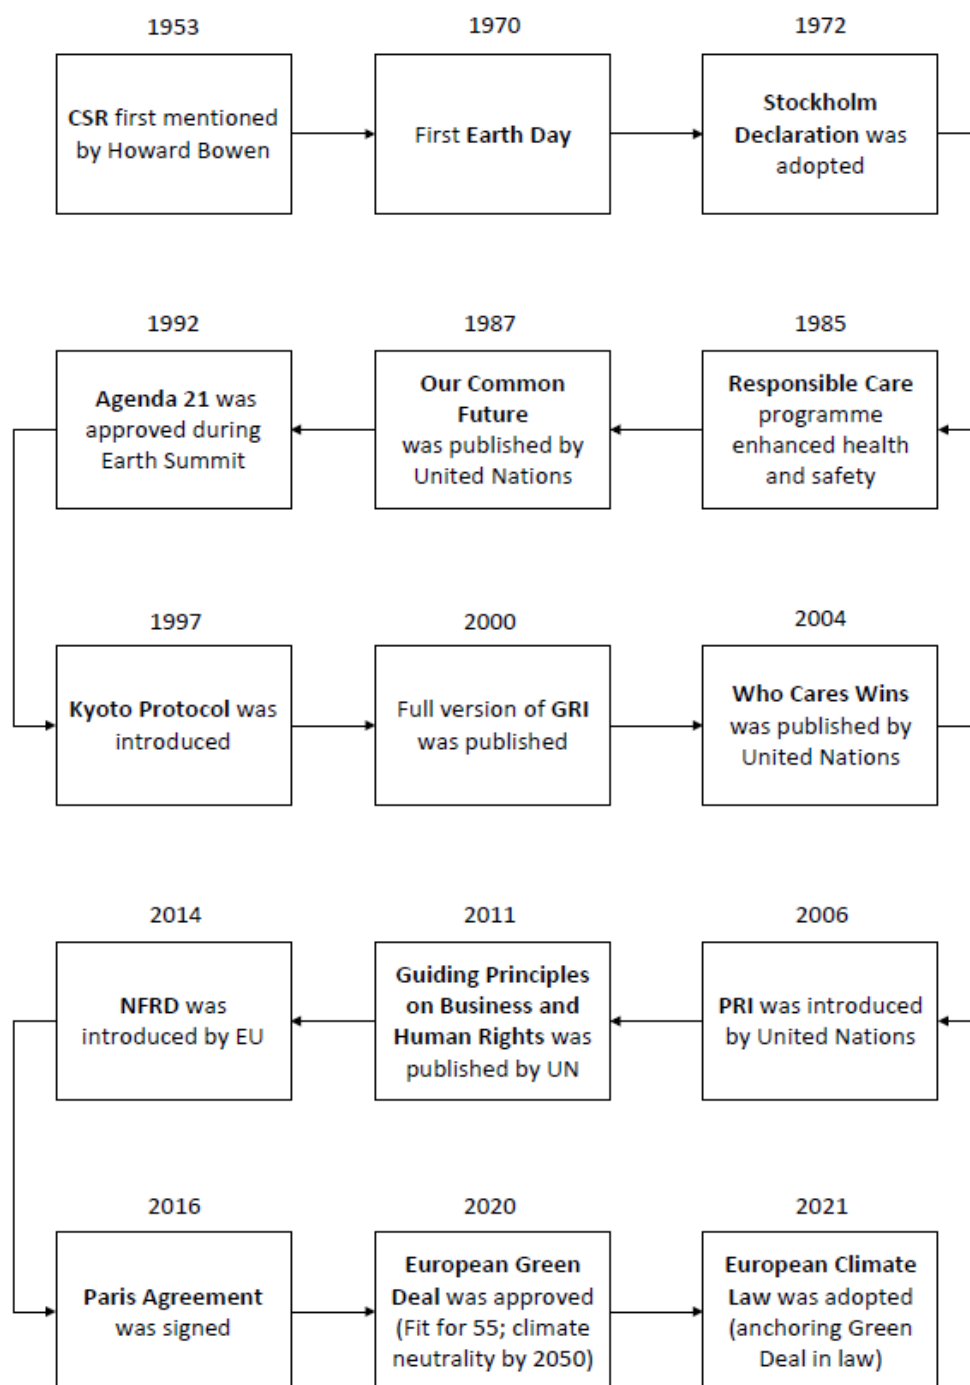 1953
CSR first mentioned
by Howard Bowen
1970
First Earth Day
1972
Stockholm
Declaration was
adopted
1985
Responsible Care
programme
enhanced health
and safety
1987
Our Common
Future
was published by
United Nations
1992
Agenda 21 was
approved during
Earth Summit
1997
Kyoto Protocol was
introduced
2000
Full version of GRI
was published
2004
Who Cares Wins
was published by
United Nations
2006
PRI was introduced
by United Nations
2011
Guiding Principles
on Business and
Human Rights was
published by UN
2014
NFRD was
introduced by EU
2016
Paris Agreement
was signed
2020
European Green
Deal was approved
(Fit for 55; climate
neutrality by 2050)
2021
European Climate
Law was adopted
(anchoring Green
Deal in law)